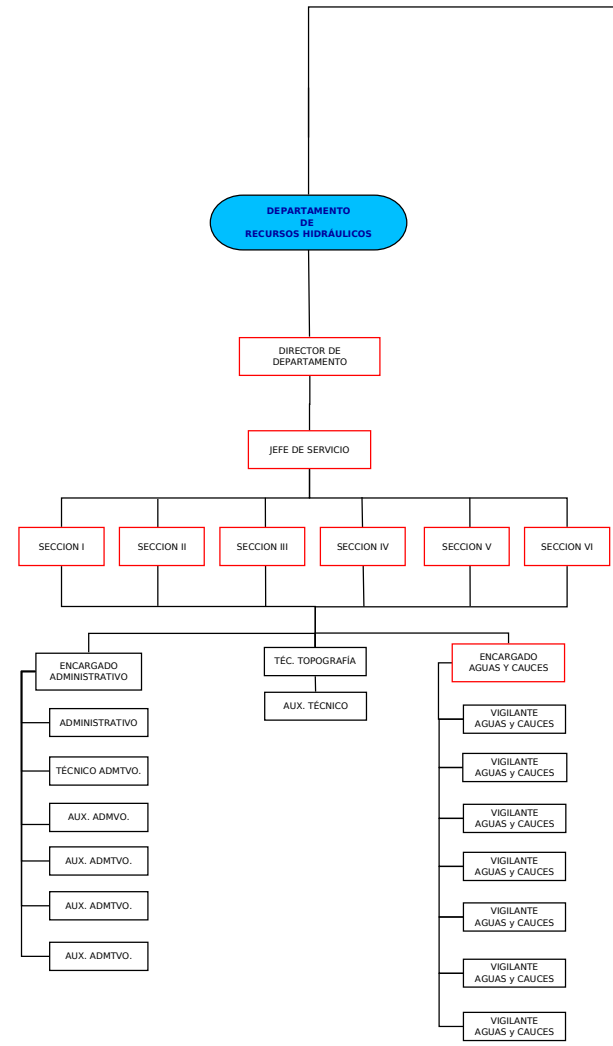 DEPARTAMENTO
DE
RECURSOS HIDRÁULICOS
DIRECTOR DE
DEPARTAMENTO
JEFE DE SERVICIO
SECCION I
SECCION II
SECCION III
SECCION IV
SECCION V
SECCION VI
ENCARGADO
ADMINISTRATIVO
ADMINISTRATIVO
TÉCNICO ADMTVO.
AUX. ADMVO.
AUX. ADMTVO.
AUX. ADMTVO.
AUX. ADMTVO.
TÉC. TOPOGRAFÍA
AUX. TÉCNICO
ENCARGADO
AGUAS Y CAUCES
VIGILANTE
AGUAS y CAUCES
VIGILANTE
AGUAS y CAUCES
VIGILANTE
AGUAS y CAUCES
VIGILANTE
AGUAS y CAUCES
VIGILANTE
AGUAS y CAUCES
VIGILANTE
AGUAS y CAUCES
VIGILANTE
AGUAS y CAUCES